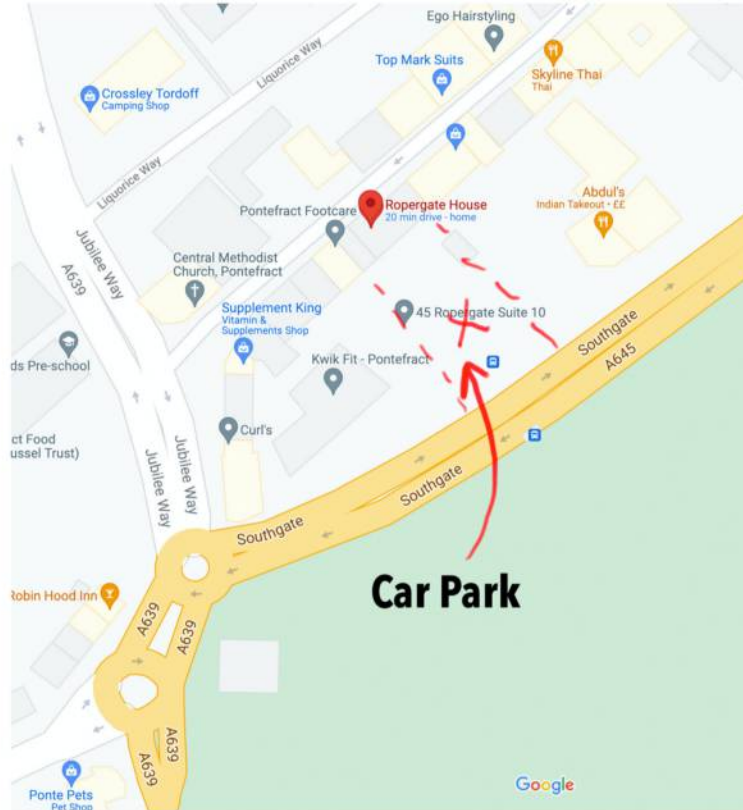 Ego Hairstyling
Liquorice Way
Top Mark Suits
Skyline Thai
Thai
Crossley Tordoff
Camping Shop
Liquorice Way
Abdul's
Indian Takeout · ££
Ropergate House
20 min drive - home
Pontefract Footcare
Jubilee Way
A639
Jubilee Way
Central Methodist
Church, Pontefract
Supplement King
Vitamin &
Supplements Shop
45 Ropergate Suite 10
Southgate
A645
ds Pre-school
Kwik Fit - Pontefract
Curl's
ct Food
ussel Trust)
Jubilee Way
Jubilee Way
Southgate
Southgate
Car Park
Robin Hood Inn
A639
A639
A639
A639
Ponte Pets
Pet Shop
Google